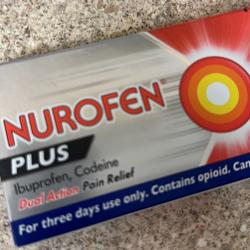 NUROFEN
PLUS
Ibuprofen, Codeine
Dual Action Pain Relief
For three days use only. Contains opioid. Can